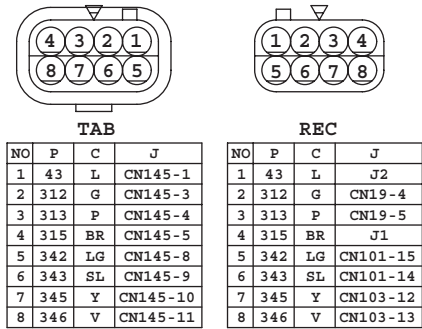 4 3 2 1
8 7 6 5
1 2 3 4
5 6 7 8
TAB
NO P C J
1 43 L CN145-1
2 312 G CN145-3
3 313 P CN145-4
4 315 BR CN145-5
5 342 LG CN145-8
6 343 SL CN145-9
7 345 Y CN145-10
8 346 V CN145-11
REC
NO P C J
1 43 L J2
2 312 G CN19-4
3 313 P CN19-5
4 315 BR J1
5 342 LG CN101-15
6 343 SL CN101-14
7 345 Y CN103-12
8 346 V CN103-13